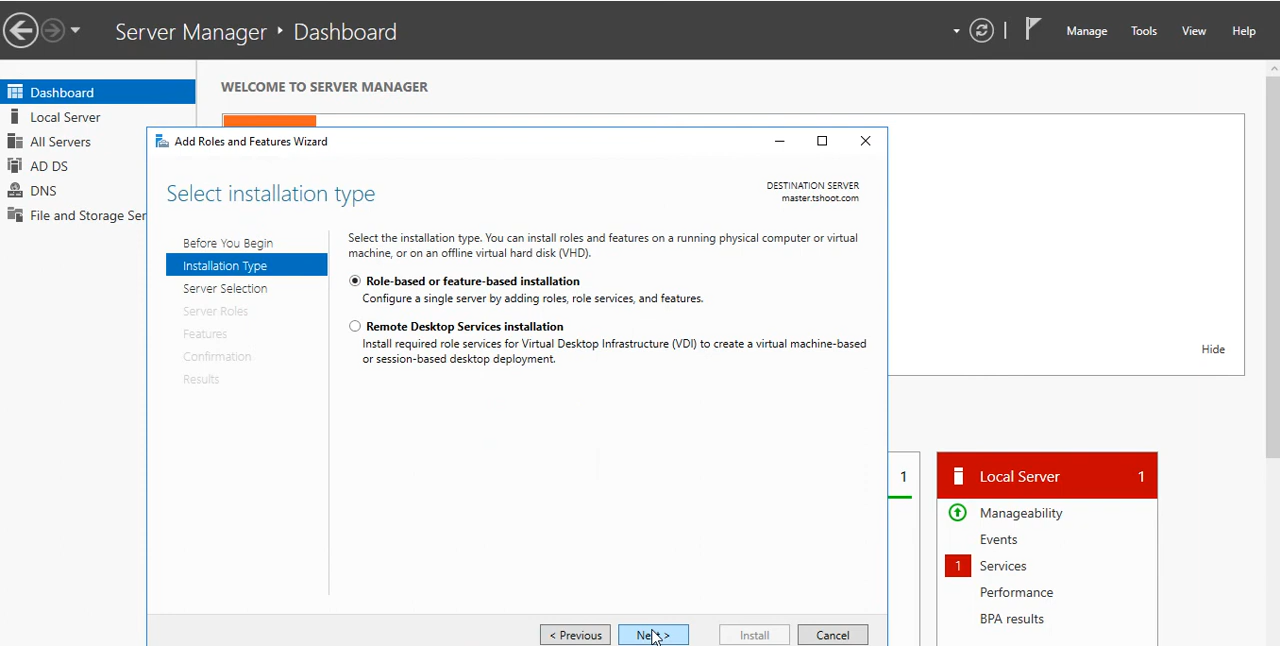 Server Manager ‣ Dashboard
Manage
Tools
View
Help
Dashboard
Local Server
All Servers
AD DS
DNS
File and Storage Ser
WELCOME TO SERVER MANAGER
Add Roles and Features Wizard
Select installation type
DESTINATION SERVER
master.tshoot.com
Before You Begin
Installation Type
Server Selection
Server Roles
Features
Confirmation
Results
Select the installation type. You can install roles and features on a running physical computer or virtual
machine, or on an offline virtual hard disk (VHD).
Role-based or feature-based installation
Configure a single server by adding roles, role services, and features.
Remote Desktop Services installation
Install required role services for Virtual Desktop Infrastructure (VDI) to create a virtual machine-based
or session-based desktop deployment.
< Previous
Next >
Install
Cancel
Hide
1
Local Server 1
Manageability
Events
1 Services
Performance
BPA results